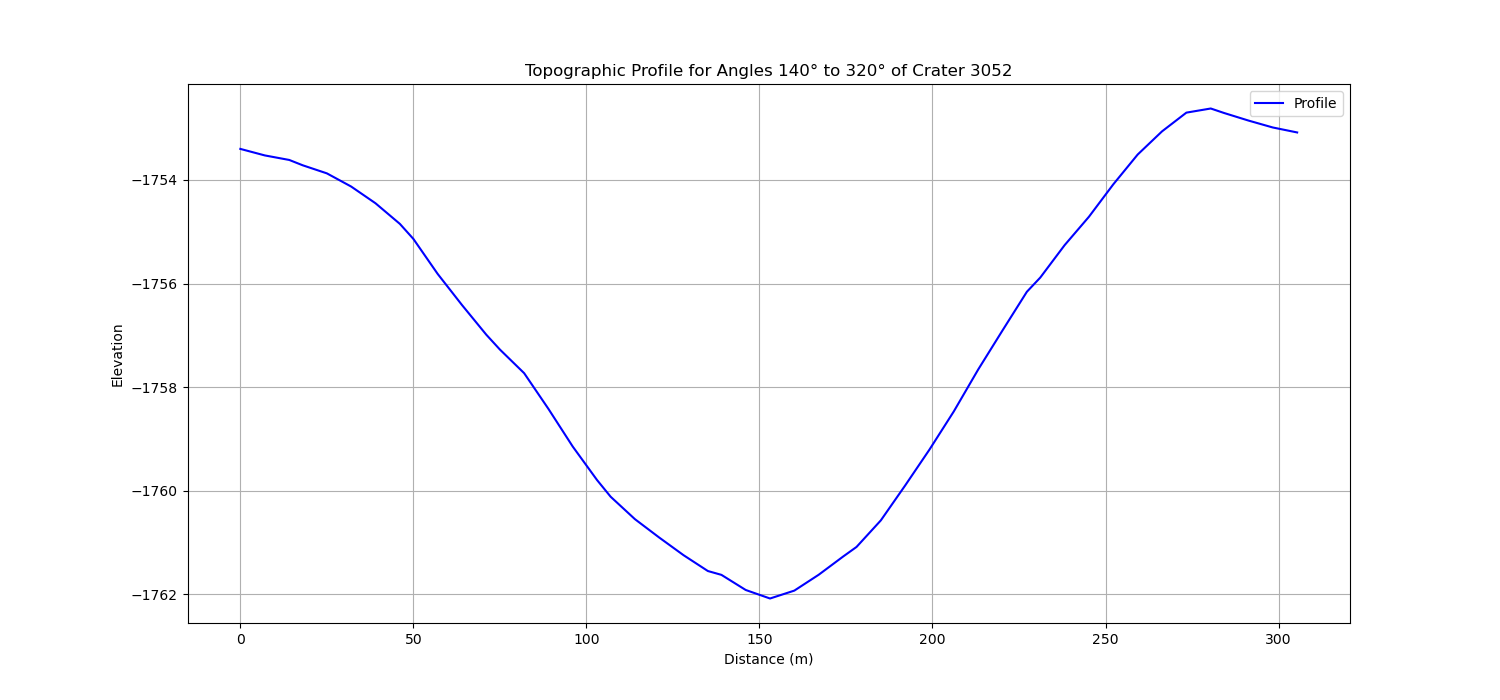 Topographic Profile for Angles 140° to 320° of Crater 3052
Profile
−1754
−1756
−1758
−1760
−1762
Elevation
0 50 100 150 200 250 300
Distance (m)